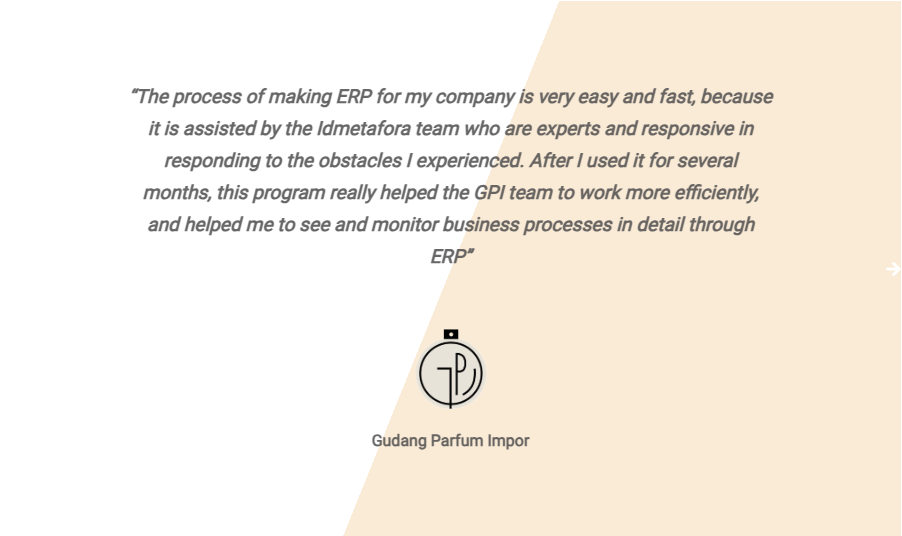 “The process of making ERP for my company is very easy and fast, because
it is assisted by the Idmetafora team who are experts and responsive in
responding to the obstacles I experienced. After I used it for several
months, this program really helped the GPI team to work more efficiently,
and helped me to see and monitor business processes in detail through
ERP”
GPI
Gudang Parfum Impor